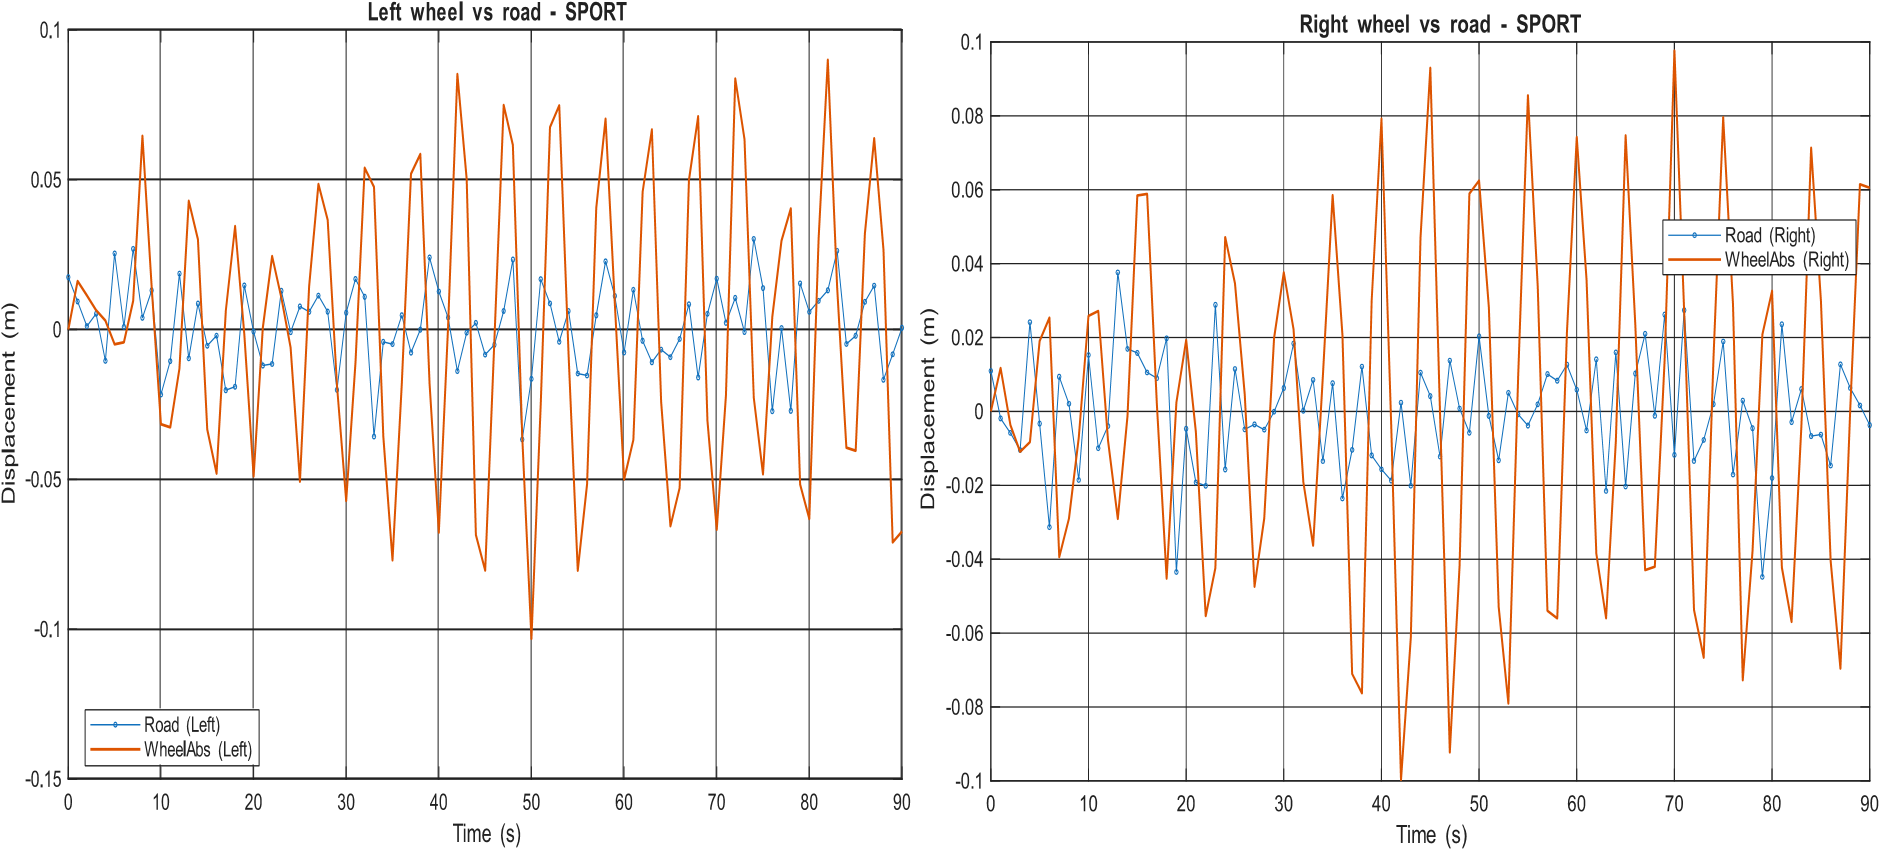 Left wheel vs road - SPORT
0.1
0.05
0
-0.05
-0.1
-0.15
Displacement (m)
Road (Left)
WheelAbs (Left)
0 10 20 30 40 50 60 70 80 90
Time (s)
Right wheel vs road - SPORT
0.1
0.08
0.06
0.04
0.02
0
-0.02
-0.04
-0.06
-0.08
-0.1
Displacement (m)
Road (Right)
WheelAbs (Right)
0 10 20 30 40 50 60 70 80 90
Time (s)